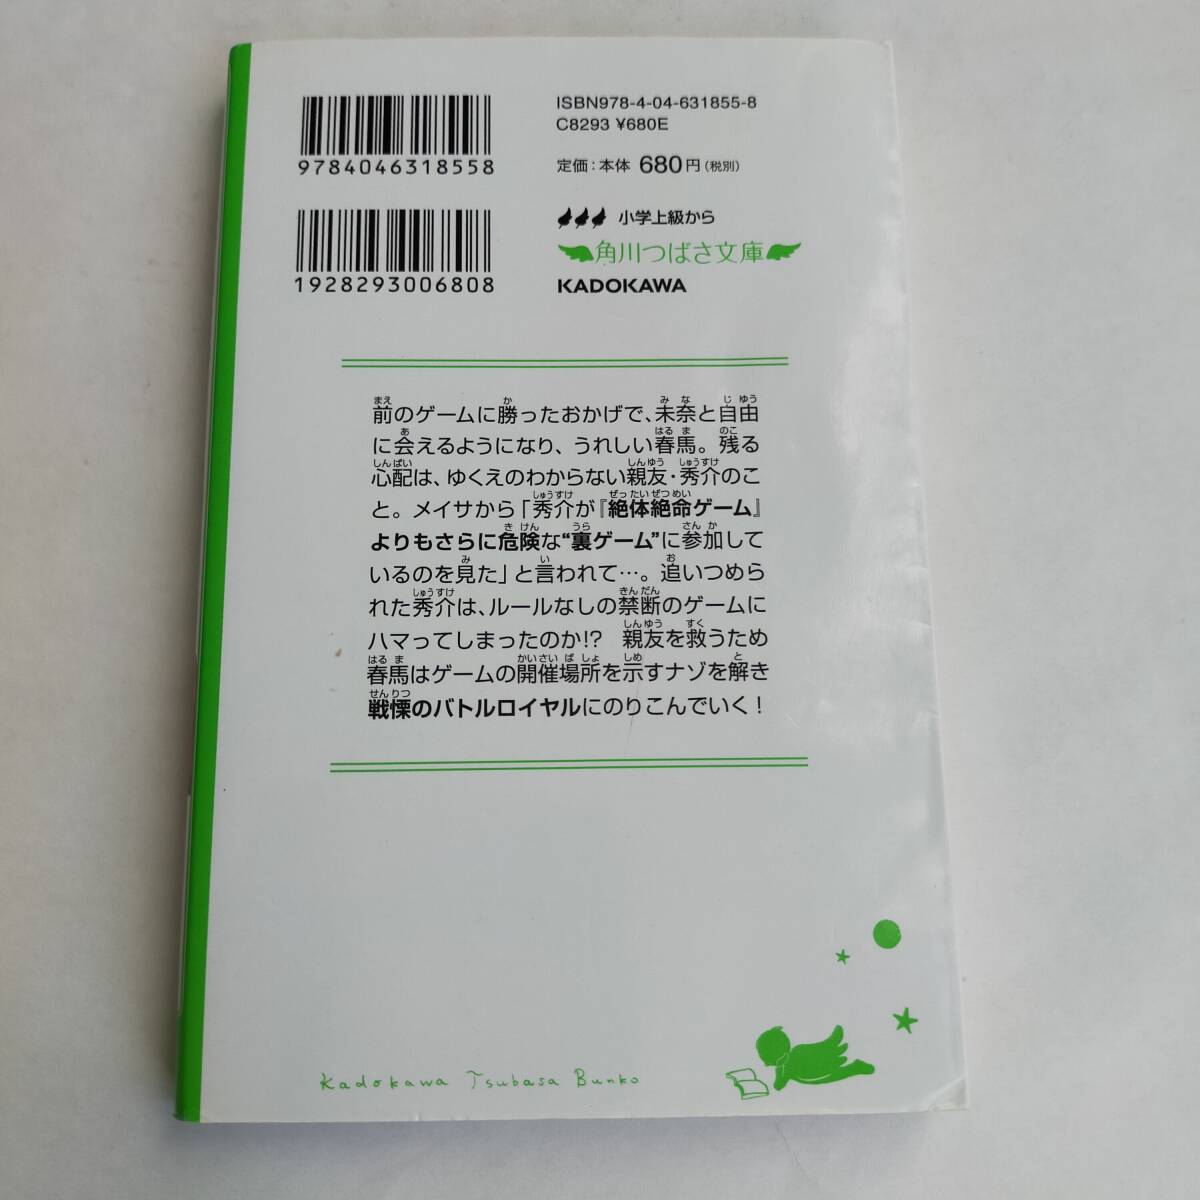 ISBN978-4-04-631855-8
C8293 ¥680E
9784046318558
定価：本体 680円（税別）
小学上級から
角川つばさ文庫
KADOKAWA
1928293006808
前のゲームに勝ったおかげで、未奈と自由
に会えるようになり、うれしい春馬。残る
心配は、ゆくえのわからない親友・秀介のこ
と。メイサから「秀介が『絶体絶命ゲーム』
よりもさらに危険な“裏ゲーム”に参加して
いるのを見た」と言われて…。追いつめら
れた秀介は、ルールなしの禁断のゲームに
ハマってしまったのか!?　親友を救うため
春馬はゲームの開催場所を示すナゾを解き
戦慄のバトルロイヤルにのりこんでいく！
Kadokawa Tsubasa Bunko